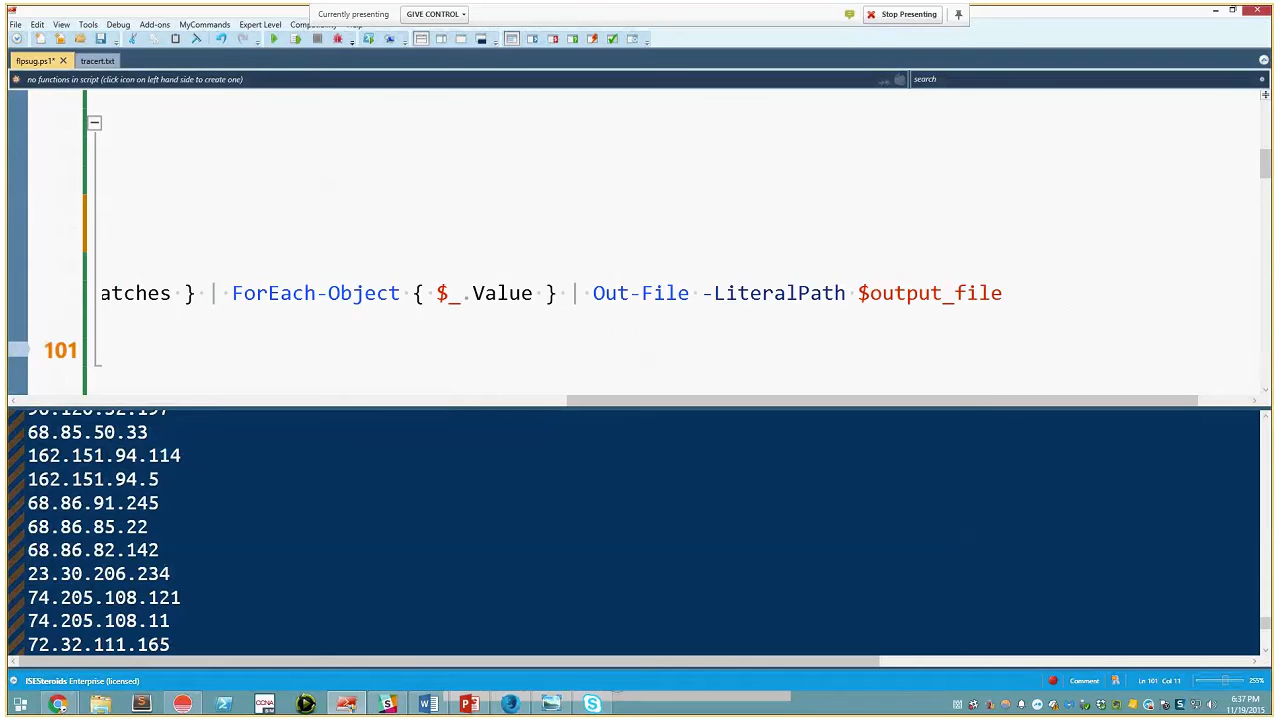 Currently presenting
GIVE CONTROL
Stop Presenting
File Edit View Tools Debug Add-ons MyCommands Expert Level
flpsug.ps1* tracert.txt
no functions in script (click icon on left hand side to create one)
search
atches } | ForEach-Object { $_.Value } | Out-File -LiteralPath $output_file
101
68.85.50.33
162.151.94.114
162.151.94.5
68.86.91.245
68.86.85.22
68.86.82.142
23.30.206.234
74.205.108.121
74.205.108.11
72.32.111.165
ISESteroids Enterprise (licensed)
Comment
Ln 101 Col 11
255%
CCNA
6:37 PM
11/19/2015